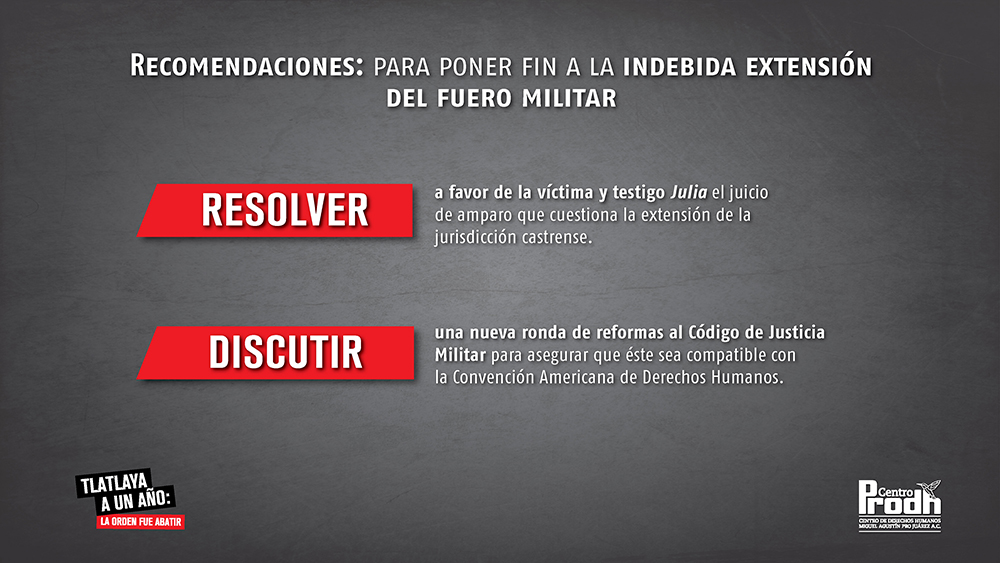 RECOMENDACIONES: PARA PONER FIN A LA INDEBIDA EXTENSIÓN
DEL FUERO MILITAR
RESOLVER
a favor de la víctima y testigo Julia el juicio
de amparo que cuestiona la extensión de la
jurisdicción castrense.
DISCUTIR
una nueva ronda de reformas al Código de Justicia
Militar para asegurar que éste sea compatible con
la Convención Americana de Derechos Humanos.
TLATLAYA
A UN AÑO:
LA ORDEN FUE ABATIR
Centro
Prodh
CENTRO DE DERECHOS HUMANOS
MIGUEL AGUSTÍN PRO JUÁREZ A.C.